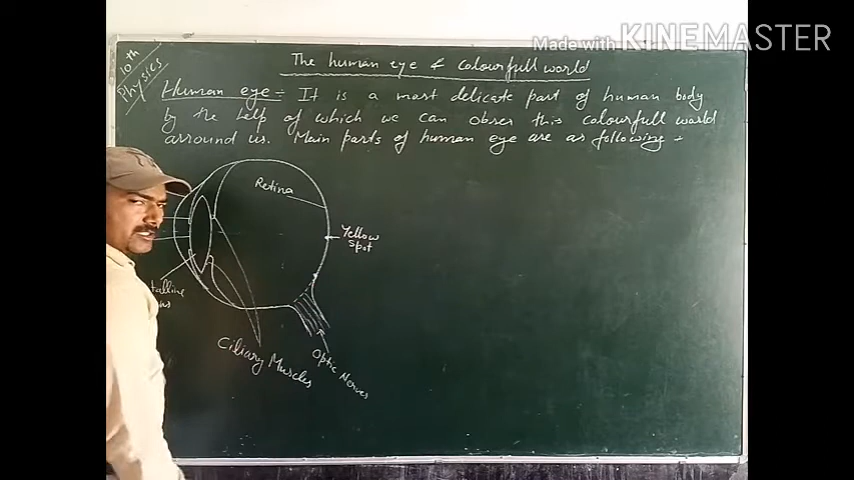 Made with KINEMASTER
10th
Physics
The human eye & colourfull world
Human eye :- It is a most delicate part of human body
by the help of which we can obser this colourfull world
arround us. Main parts of human eye are as following :-
Retina
Yellow
spot
Ciliary Muscles
Optic Nerves